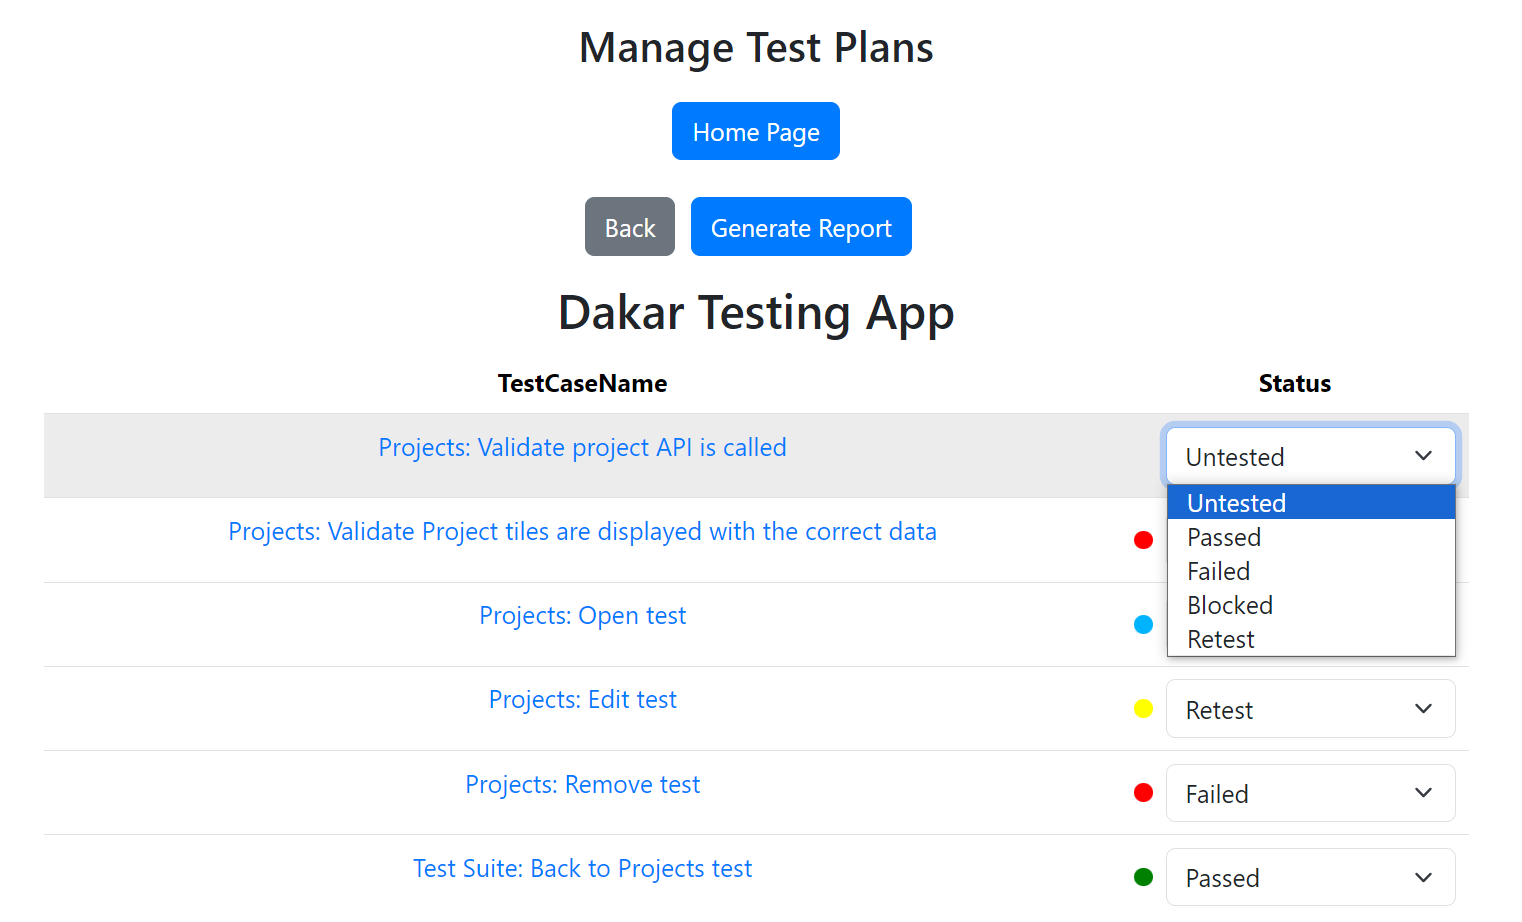 Manage Test Plans
Home Page
Back Generate Report
Dakar Testing App
TestCaseName Status
Projects: Validate project API is called Untested
Untested
Projects: Validate Project tiles are displayed with the correct data Passed
Failed
Projects: Open test Blocked
Retest
Projects: Edit test Retest
Projects: Remove test Failed
Test Suite: Back to Projects test Passed